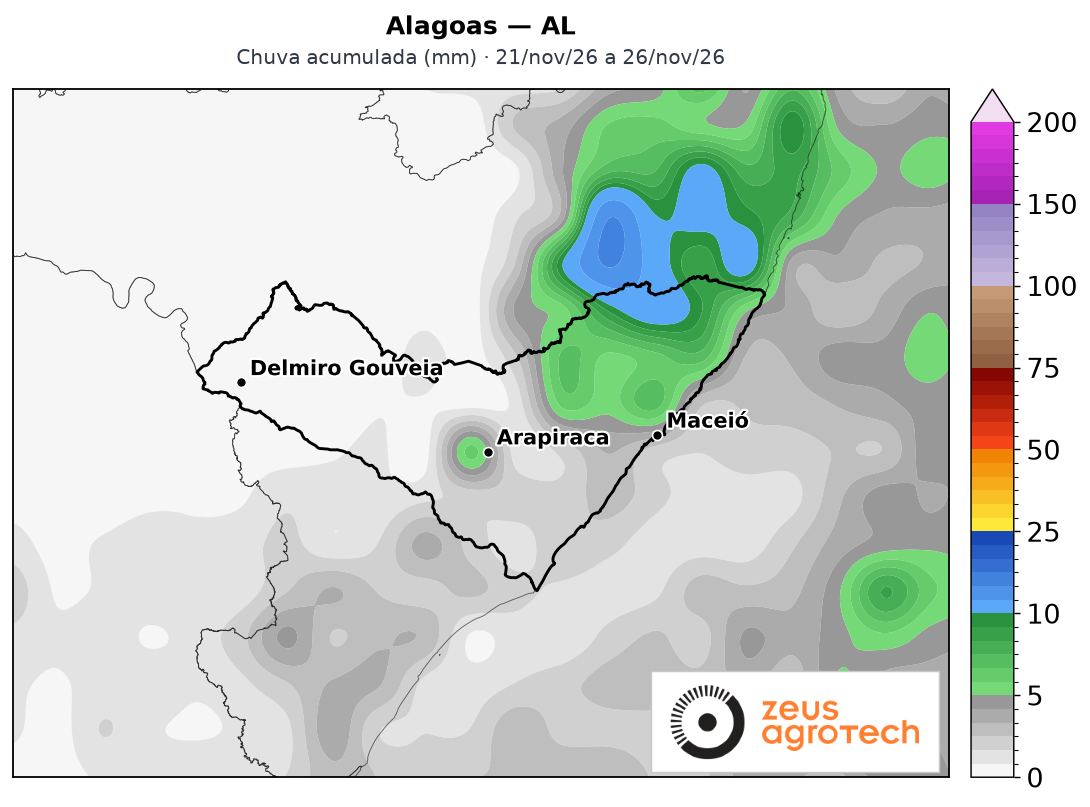 Alagoas — AL
Chuva acumulada (mm) · 21/nov/26 a 26/nov/26
200
150
100
75
50
25
10
5
0
Delmiro Gouveia
Arapiraca
Maceió
zeus
agrotech